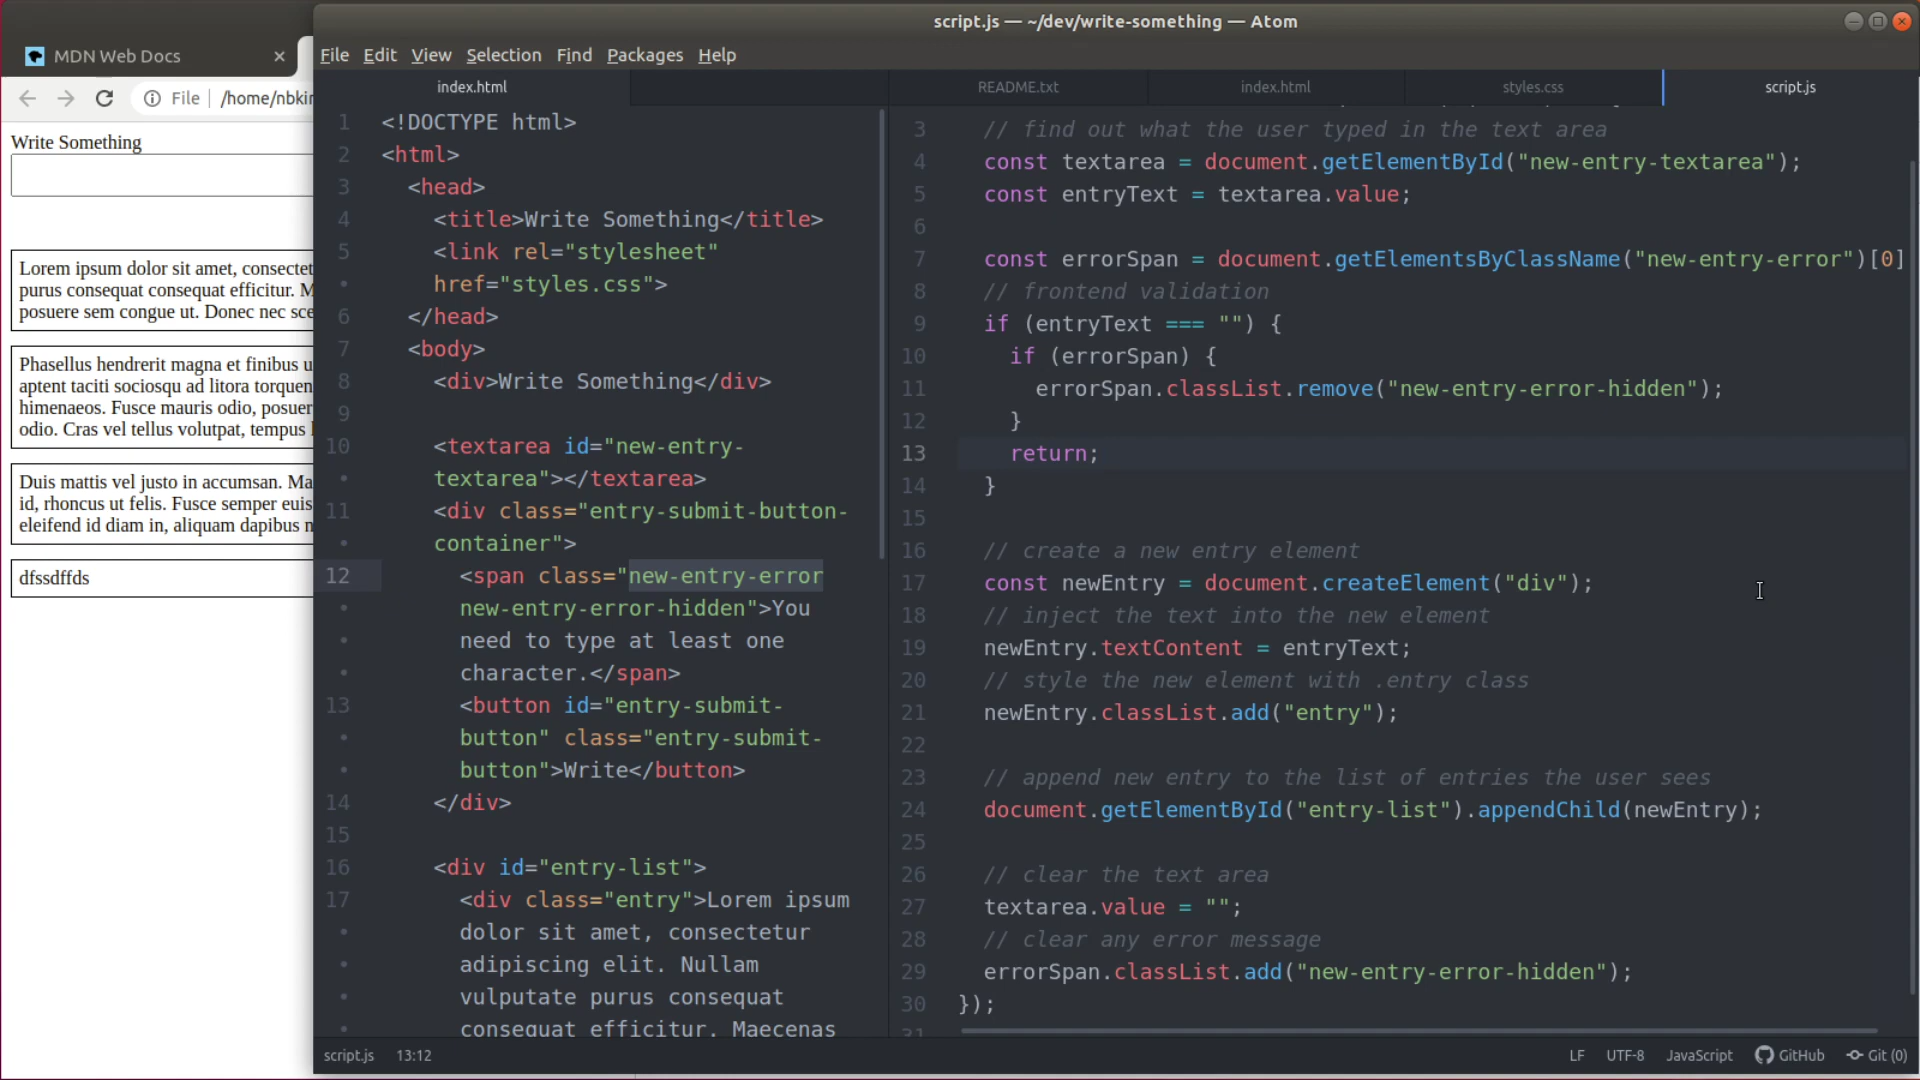 script.js — ~/dev/write-something — Atom
MDN Web Docs
File Edit View Selection Find Packages Help
File
index.html
README.txt
index.html
styles.css
script.js
Write Something
Lorem ipsum dolor sit amet,
purus consequat consequat efficitur.
posuere sem congue ut. Donec nec
Phasellus hendrerit magna et finibus
aptent taciti sociosqu ad litora
himenaeos. Fusce mauris odio,
odio. Cras vel tellus volutpat, tempus
Duis mattis vel justo in accumsan.
id, rhoncus ut felis. Fusce semper
eleifend id diam in, aliquam dapibus
dfssdffds
1 <!DOCTYPE html>
2 <html>
3 <head>
4 <title>Write Something</title>
5 <link rel="stylesheet"
• href="styles.css">
6 </head>
7 <body>
8 <div>Write Something</div>
9
10 <textarea id="new-entry-
• textarea"></textarea>
11 <div class="entry-submit-button-
• container">
12 <span class="new-entry-error
• new-entry-error-hidden">You
• need to type at least one
• character.</span>
13 <button id="entry-submit-
• button" class="entry-submit-
• button">Write</button>
14 </div>
15
16 <div id="entry-list">
17 <div class="entry">Lorem ipsum
• dolor sit amet, consectetur
• adipiscing elit. Nullam
• vulputate purus consequat
• consequat efficitur. Maecenas
3 // find out what the user typed in the text area
4 const textarea = document.getElementById("new-entry-textarea");
5 const entryText = textarea.value;
6
7 const errorSpan = document.getElementsByClassName("new-entry-error")[0]
8 // frontend validation
9 if (entryText === "") {
10 if (errorSpan) {
11 errorSpan.classList.remove("new-entry-error-hidden");
12 }
13 return;
14 }
15
16 // create a new entry element
17 const newEntry = document.createElement("div");
18 // inject the text into the new element
19 newEntry.textContent = entryText;
20 // style the new element with .entry class
21 newEntry.classList.add("entry");
22
23 // append new entry to the list of entries the user sees
24 document.getElementById("entry-list").appendChild(newEntry);
25
26 // clear the text area
27 textarea.value = "";
28 // clear any error message
29 errorSpan.classList.add("new-entry-error-hidden");
30 });
31
script.js 13:12
LF UTF-8 JavaScript GitHub Git (0)